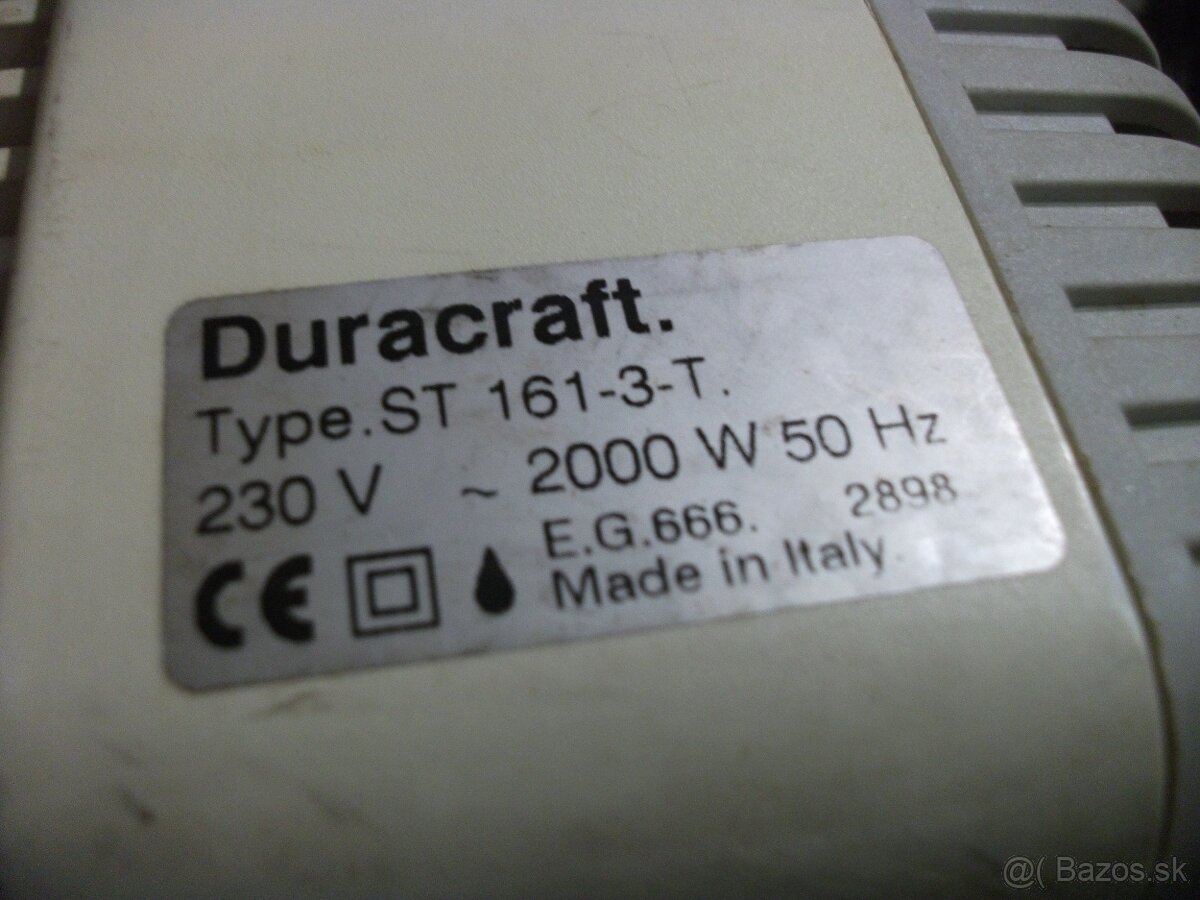 Duracraft.
Type.ST 161-3-T.
230 V ~ 2000 W 50 Hz
E.G.666. 2898
CE Made in Italy.
@( Bazos.sk